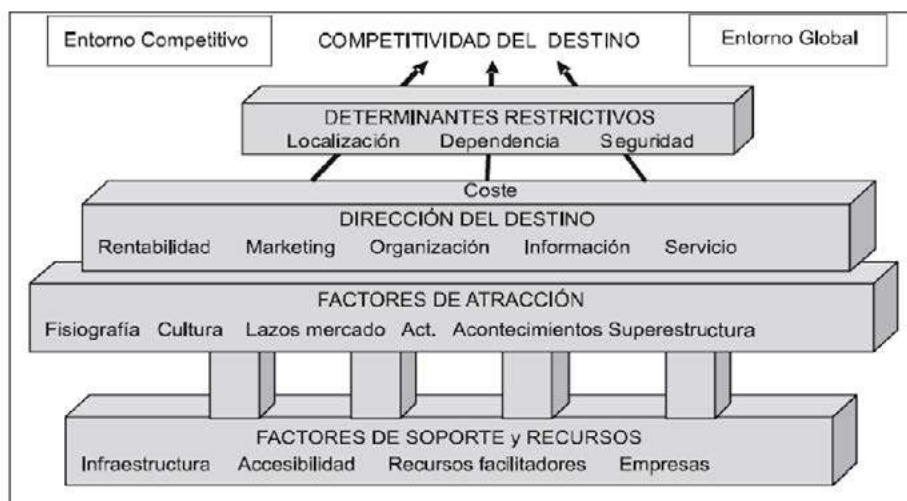 Entorno Competitivo
COMPETITIVIDAD DEL DESTINO
Entorno Global
DETERMINANTES RESTRICTIVOS
Localización Dependencia Seguridad
Coste
DIRECCIÓN DEL DESTINO
Rentabilidad Marketing Organización Información Servicio
FACTORES DE ATRACCIÓN
Fisiografía Cultura Lazos mercado Act. Acontecimientos Superestructura
FACTORES DE SOPORTE y RECURSOS
Infraestructura Accesibilidad Recursos facilitadores Empresas